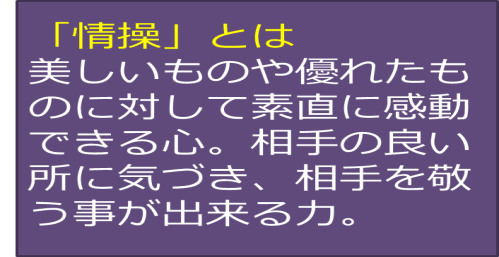 「情操」とは
美しいものや優れたも
のに対して素直に感動
できる心。相手の良い
所に気づき、相手を敬
う事が出来る力。